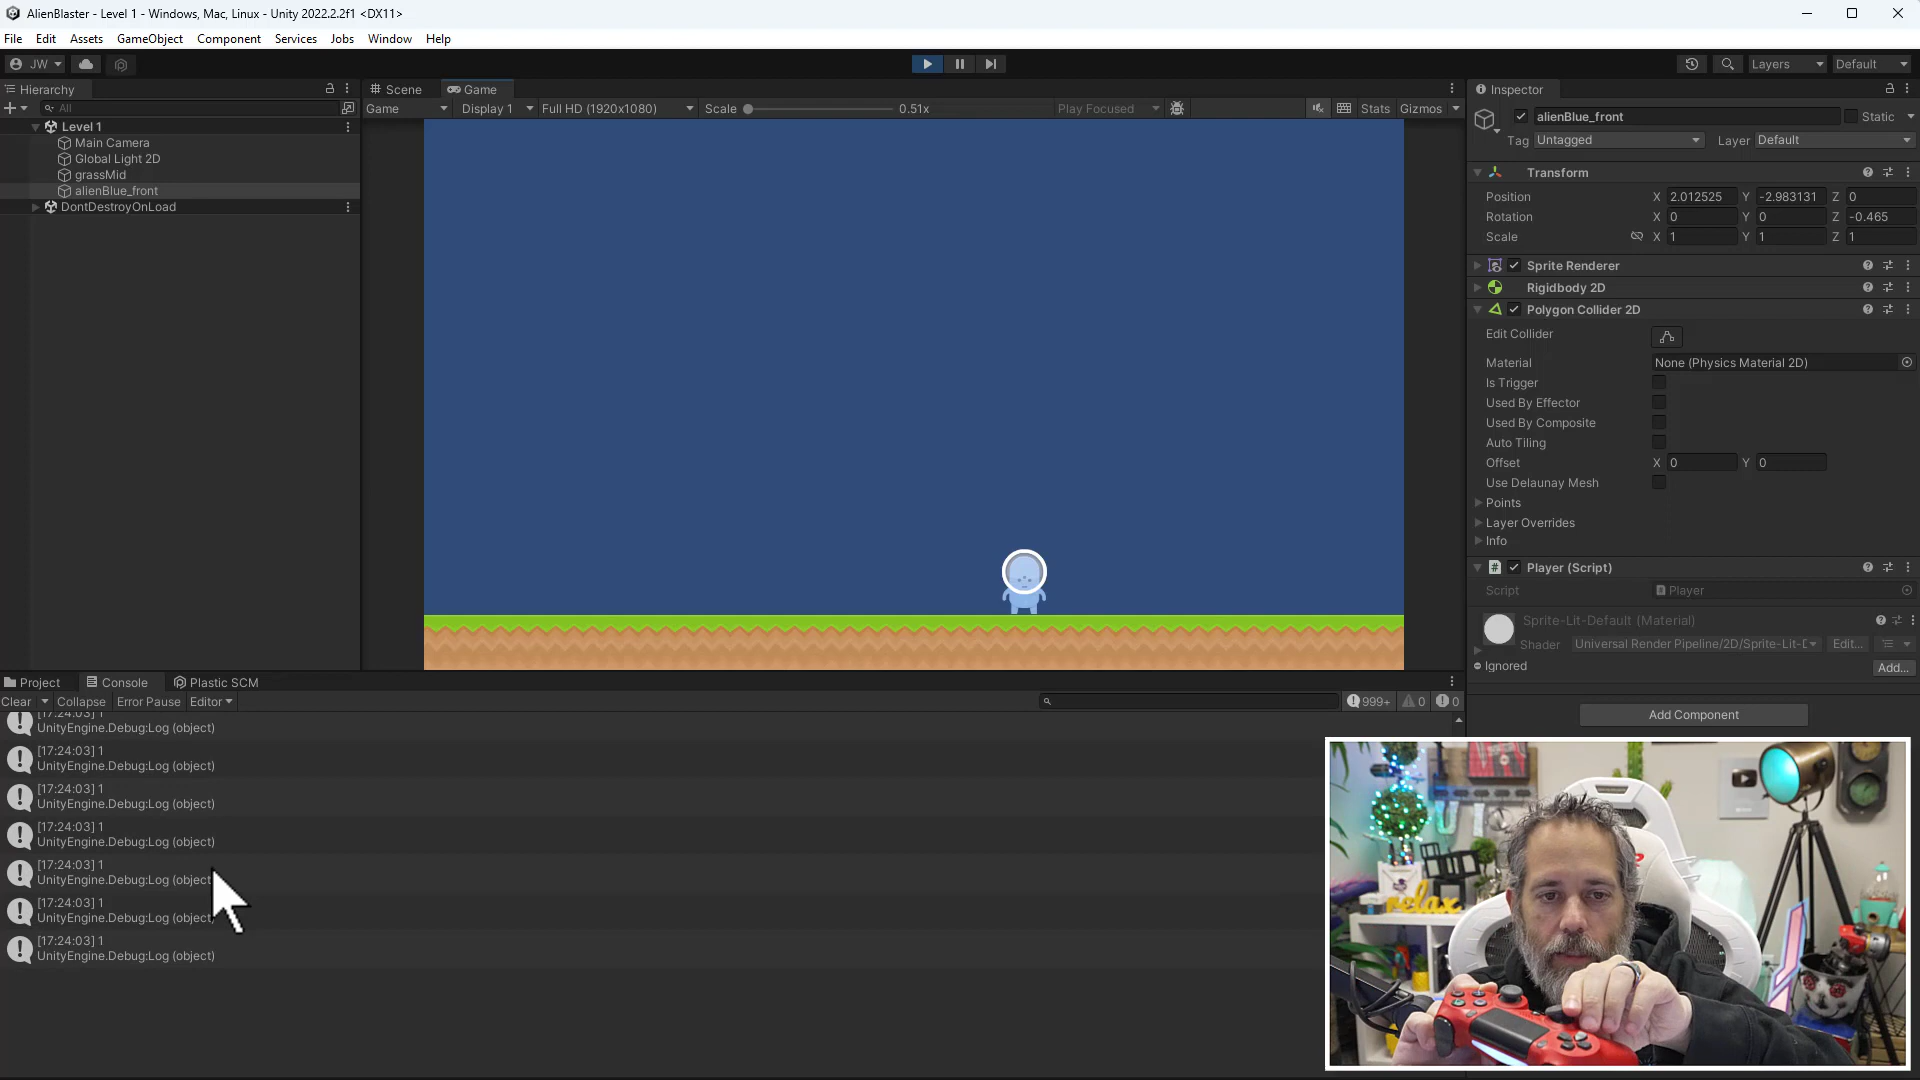 AlienBlaster - Level 1 - Windows, Mac, Linux - Unity 2022.2.2f1 <DX11>
File Edit Assets GameObject Component Services Jobs Window Help
JW Layers Default
Hierarchy
All
Level 1
Main Camera
Global Light 2D
grassMid
alienBlue_front
DontDestroyOnLoad
Scene Game
Game Display 1 Full HD (1920x1080) Scale 0.51x Play Focused Stats Gizmos
Inspector
alienBlue_front Static
Tag Untagged Layer Default
Transform
Position X 2.012525 Y -2.983131 Z 0
Rotation X 0 Y 0 Z -0.465
Scale X 1 Y 1 Z 1
Sprite Renderer
Rigidbody 2D
Polygon Collider 2D
Edit Collider
Material None (Physics Material 2D)
Is Trigger
Used By Effector
Used By Composite
Auto Tiling
Offset X 0 Y 0
Use Delaunay Mesh
Points
Layer Overrides
Info
Player (Script)
Script Player
Sprite-Lit-Default (Material)
Shader Universal Render Pipeline/2D/Sprite-Lit-D Edit...
Ignored Add...
Add Component
Project Console Plastic SCM
Clear Collapse Error Pause Editor 999+ 0 0
[17:24:03] 1
UnityEngine.Debug:Log (object)
[17:24:03] 1
UnityEngine.Debug:Log (object)
[17:24:03] 1
UnityEngine.Debug:Log (object)
[17:24:03] 1
UnityEngine.Debug:Log (object)
[17:24:03] 1
UnityEngine.Debug:Log (object
[17:24:03] 1
UnityEngine.Debug:Log (object)
[17:24:03] 1
UnityEngine.Debug:Log (object)
relax